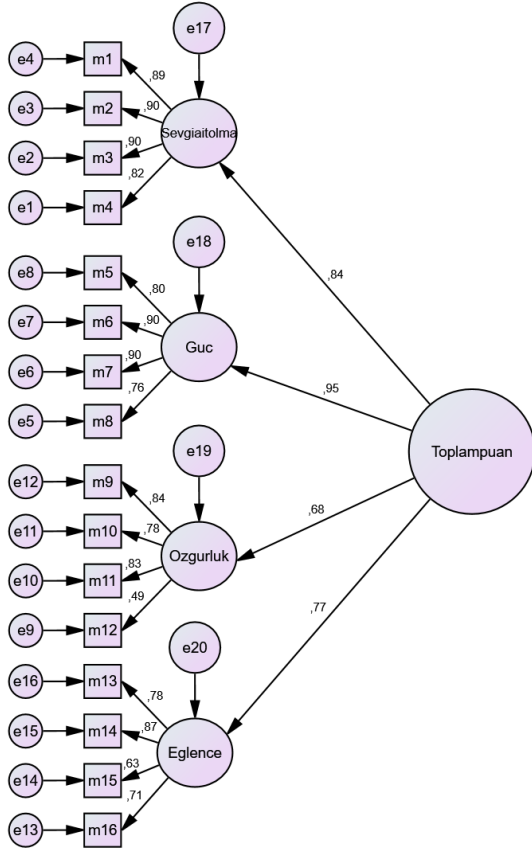 e17
e4 m1 ,89
e3 m2 ,90
Sevgiaitolma
e2 m3 ,90
e1 m4 ,82
e18
,84
e8 m5 ,80
e7 m6 ,90
Guc
e6 m7 ,90
e5 m8 ,76
,95
e19
Toplampuan
e12 m9 ,84
e11 m10 ,78
,68
Ozgurluk
e10 m11 ,83
e9 m12 ,49
e20
,77
e16 m13 ,78
e15 m14 ,87
Eglence
e14 m15 ,63
e13 m16 ,71